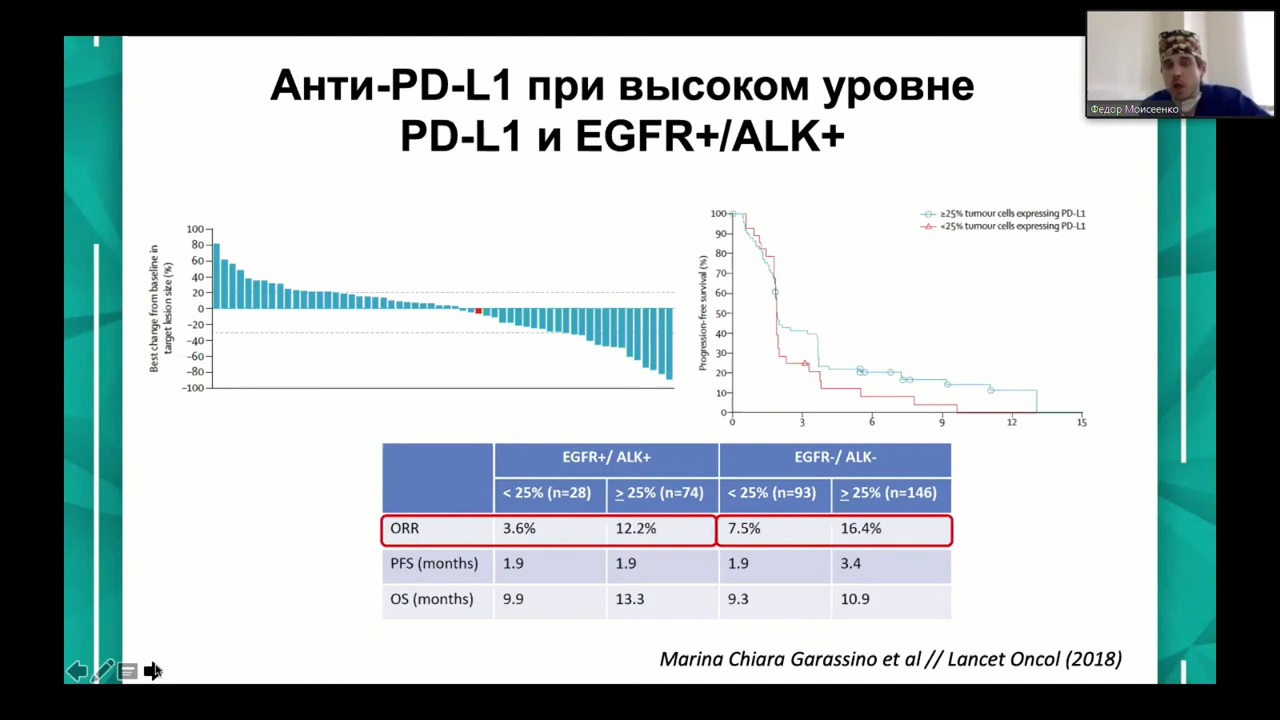 Анти-PD-L1 при высоком уровне
PD-L1 и EGFR+/ALK+
Федор Моисеенко
Best change from baseline in
target lesion size (%)
100
80
60
40
20
0
−20
−40
−60
−80
−100
Progression-free survival (%)
100
90
80
70
60
50
40
30
20
10
0
0 3 6 9 12 15
≥25% tumour cells expressing PD-L1
<25% tumour cells expressing PD-L1
EGFR+/ ALK+ EGFR-/ ALK-
< 25% (n=28) ≥ 25% (n=74) < 25% (n=93) ≥ 25% (n=146)
ORR 3.6% 12.2% 7.5% 16.4%
PFS (months) 1.9 1.9 1.9 3.4
OS (months) 9.9 13.3 9.3 10.9
Marina Chiara Garassino et al // Lancet Oncol (2018)